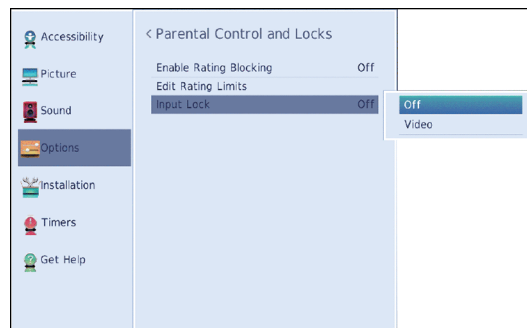 Accessibility
Picture
Sound
Options
Installation
Timers
Get Help
< Parental Control and Locks
Enable Rating Blocking Off
Edit Rating Limits
Input Lock Off
Off
Video